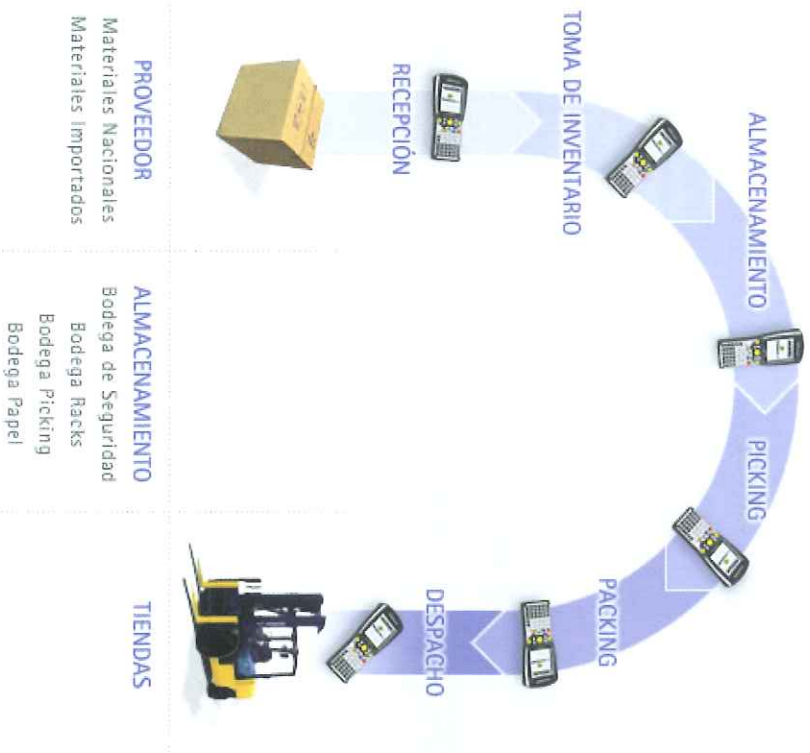 RECEPCIÓN
TOMA DE INVENTARIO
ALMACENAMIENTO
PICKING
PACKING
DESPACHO
PROVEEDOR
Materiales Nacionales
Materiales Importados
ALMACENAMIENTO
Bodega de Seguridad
Bodega Racks
Bodega Picking
Bodega Papel
TIENDAS